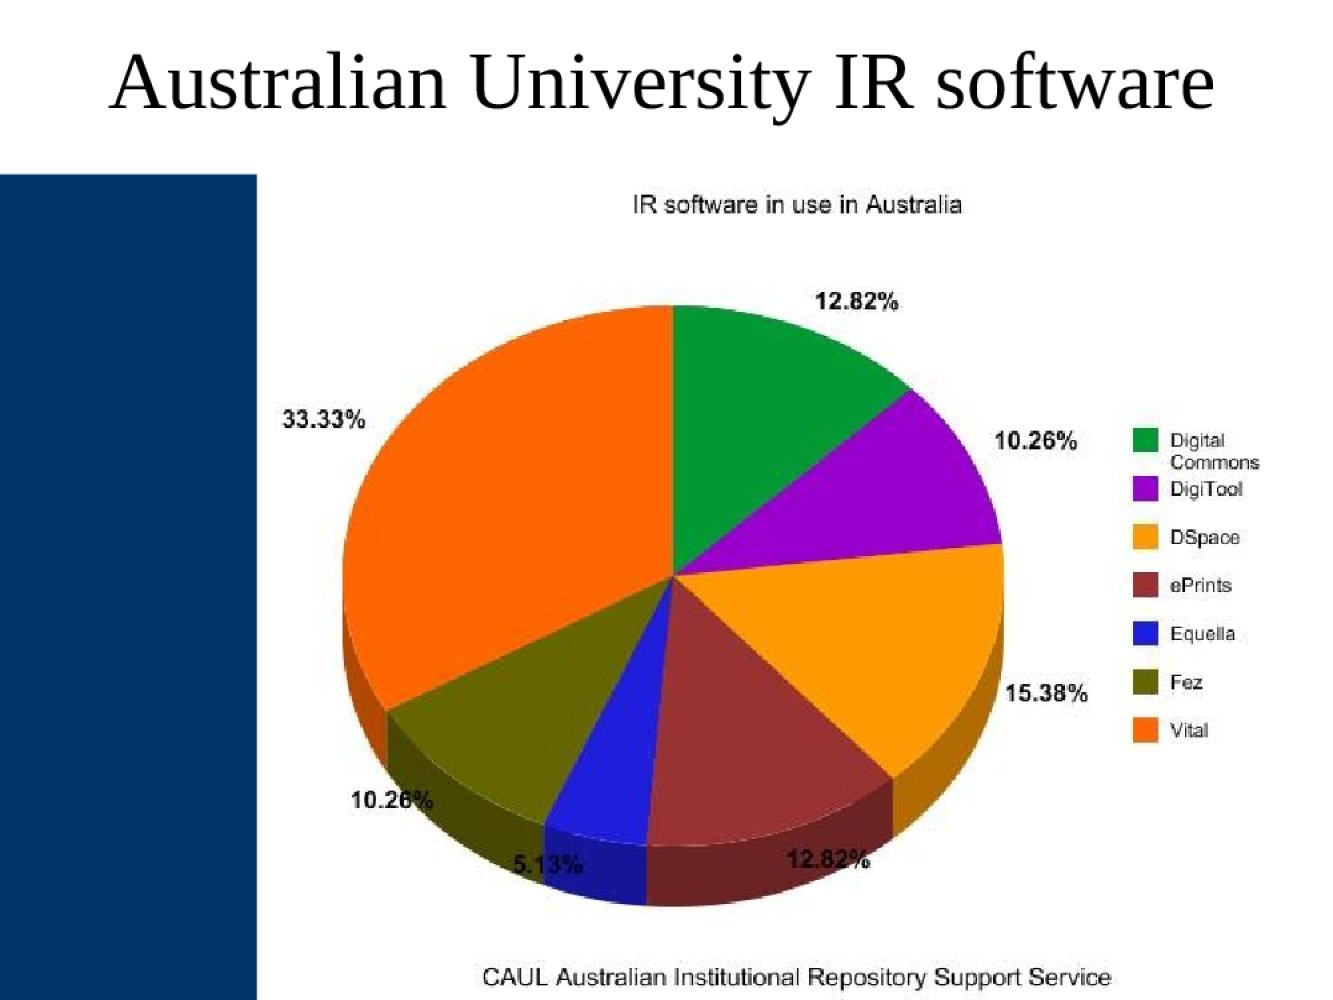 Australian University IR software
IR software in use in Australia
12.82%
33.33%
10.26%
Digital
Commons
DigiTool
DSpace
ePrints
Equella
15.38%
Fez
Vital
10.26%
5.13%
12.82%
CAUL Australian Institutional Repository Support Service